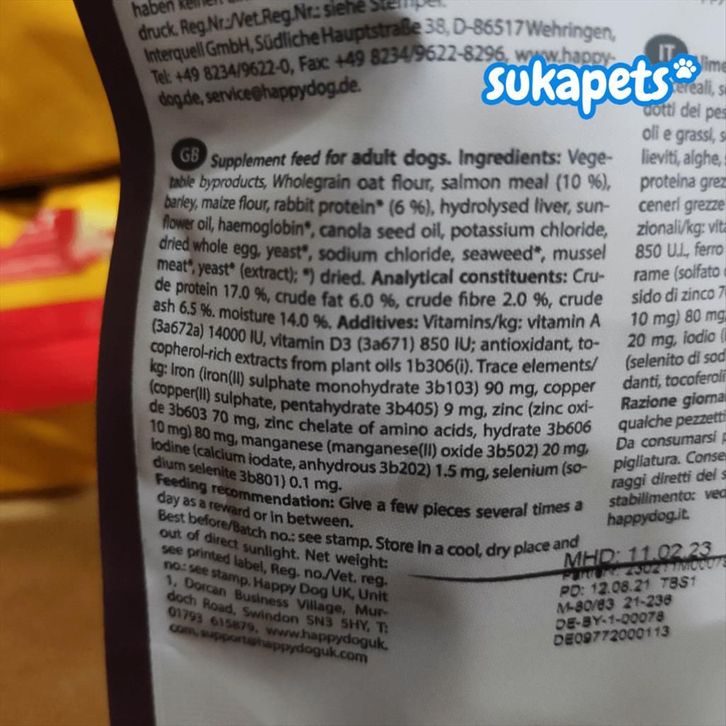 haben keinen
druck. Reg.Nr./Vet.Reg.Nr.: siehe Stempel.
Interquell GmbH, Südliche Hauptstraße 38, D-86517 Wehringen,
Tel: +49 8234/9622-0, Fax: +49 8234/9622-8296, www.happy-
dog.de, service@happydog.de.
sukapets
GB Supplement feed for adult dogs. Ingredients: Vege-
table byproducts, Wholegrain oat flour, salmon meal (10 %),
barley, maize flour, rabbit protein* (6 %), hydrolysed liver, sun-
flower oil, haemoglobin*, canola seed oil, potassium chloride,
dried whole egg, yeast*, sodium chloride, seaweed*, mussel
meat*, yeast* (extract); *) dried. Analytical constituents: Cru-
de protein 17.0 %, crude fat 6.0 %, crude fibre 2.0 %, crude
ash 6.5 %. moisture 14.0 %. Additives: Vitamins/kg: vitamin A
(3a672a) 14000 IU, vitamin D3 (3a671) 850 IU; antioxidant, to-
copherol-rich extracts from plant oils 1b306(i). Trace elements/
kg: Iron (iron(II) sulphate monohydrate 3b103) 90 mg, copper
(copper(II) sulphate, pentahydrate 3b405) 9 mg, zinc (zinc oxi-
de 3b603 70 mg, zinc chelate of amino acids, hydrate 3b606
10 mg) 80 mg, manganese (manganese(II) oxide 3b502) 20 mg,
iodine (calcium iodate, anhydrous 3b202) 1.5 mg, selenium (so-
dium selenite 3b801) 0.1 mg.
Feeding recommendation: Give a few pieces several times a
day as a reward or in between.
Best before/Batch no.: see stamp. Store in a cool, dry place and
out of direct sunlight. Net weight:
see printed label, Reg. no./Vet. reg.
no.: see stamp. Happy Dog UK, Unit
1, Dorcan Business Village, Mur-
doch Road, Swindon SN3 5HY, T:
01793 615879, www.happydoguk.
com, support@happydoguk.com
IT
cereali, s
dotti del pes
oli e grassi, s
lieviti, alghe,
proteina grez
ceneri grezze
zionali/kg: vita
850 U.I., ferro
rame (solfato
sido di zinco 7
10 mg) 80 mg
20 mg, iodio (
(selenito di sod
danti, tocoferoli
Razione giorna
qualche pezzetti
Da consumarsi p
pigliatura. Conse
raggi diretti del s
stabilimento: ved
happydog.it.
MHD: 11.02.23
PD: 12.08.21 TBS1
M-80/83 21-236
DE-BY-1-00078
DE09772000113